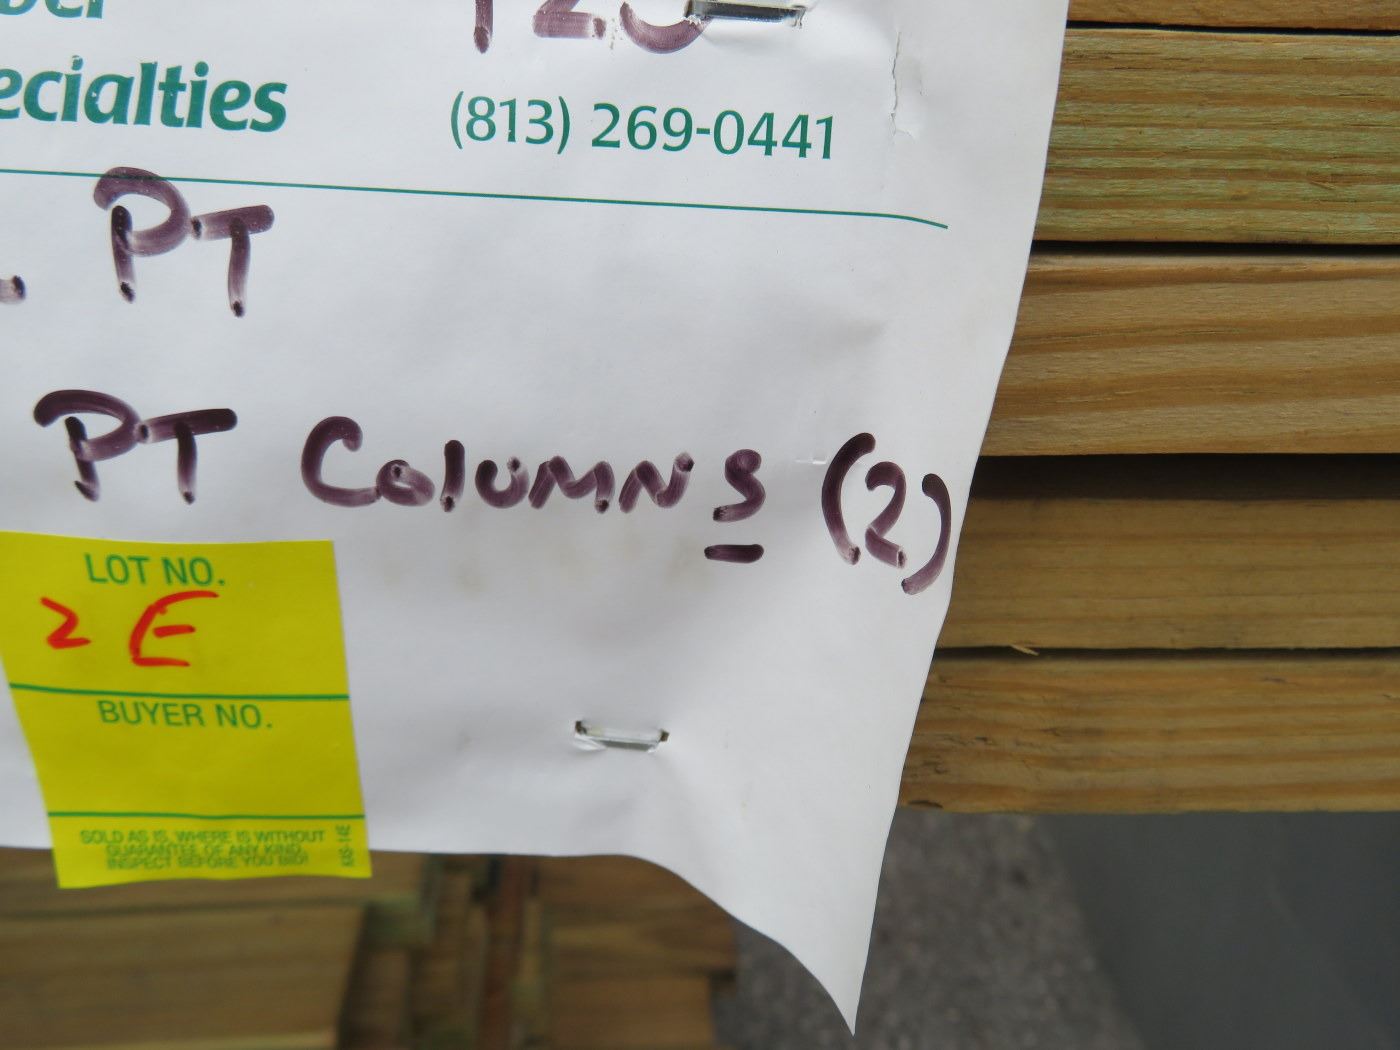 ecialties
(813) 269-0441
PT
PT COLUMNS (2)
LOT NO.
2 E
BUYER NO.
SOLD AS IS, WHERE IS WITHOUT
GUARANTEE OF ANY KIND
INSPECT BEFORE YOU BID!